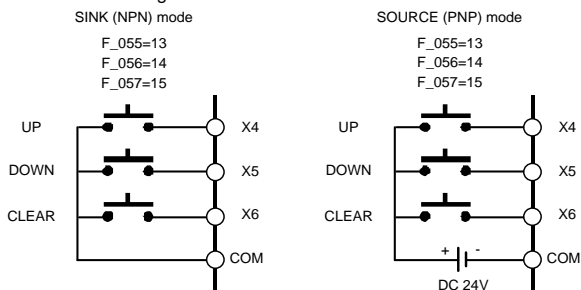 SINK (NPN) mode
F_055=13
F_056=14
F_057=15
UP
X4
DOWN
X5
CLEAR
X6
COM
SOURCE (PNP) mode
F_055=13
F_056=14
F_057=15
UP
X4
DOWN
X5
CLEAR
X6
+ -
COM
DC 24V